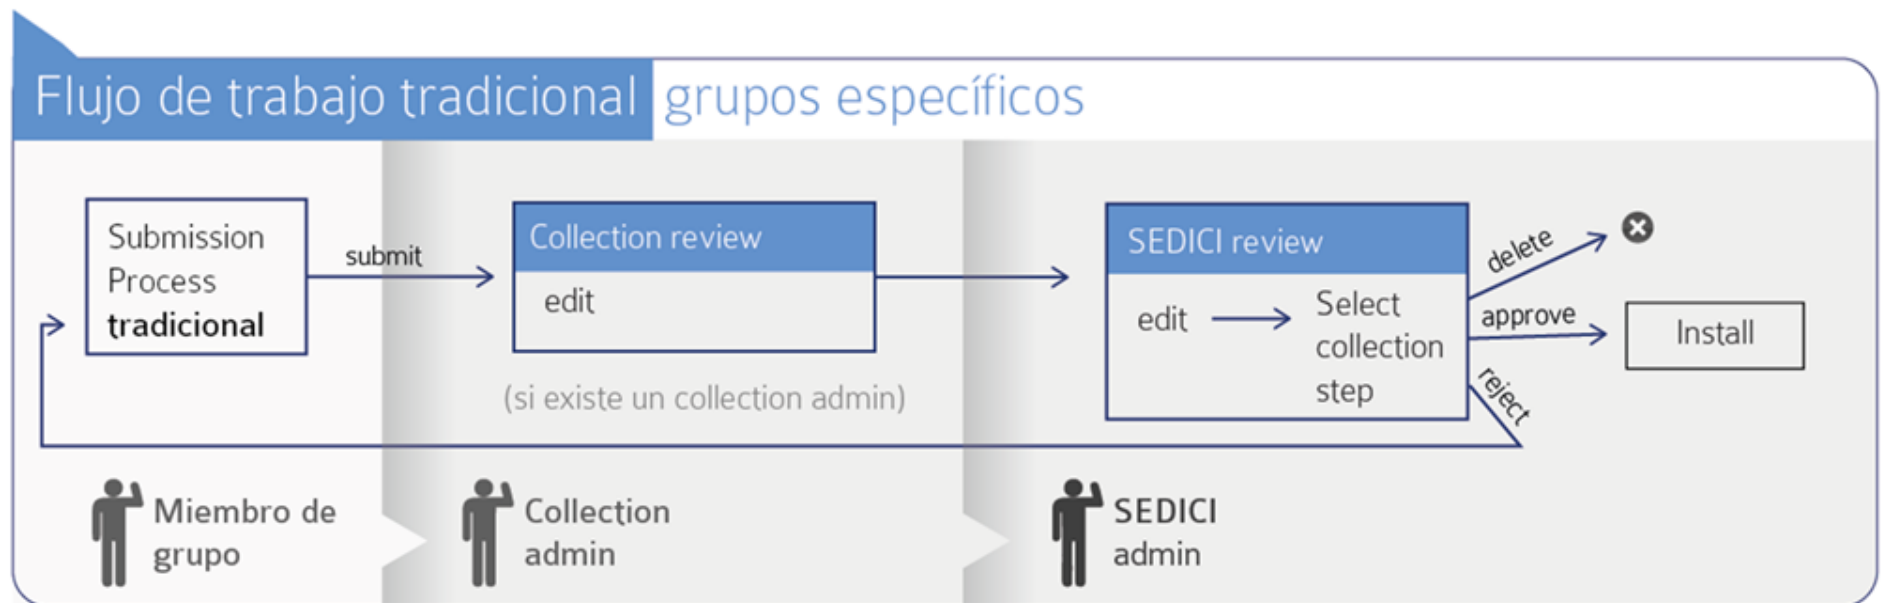 Flujo de trabajo tradicional grupos específicos
Submission
Process
tradicional
submit
Collection review
edit
(si existe un collection admin)
SEDICI review
edit
Select
collection
step
delete
approve
reject
Install
Miembro de
grupo
Collection
admin
SEDICI
admin